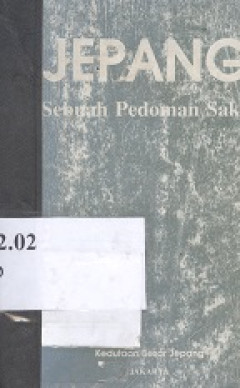 JEPANG
Sebuah Pedoman Sak
2.02
Kedutaan Besar Jepang
JAKARTA